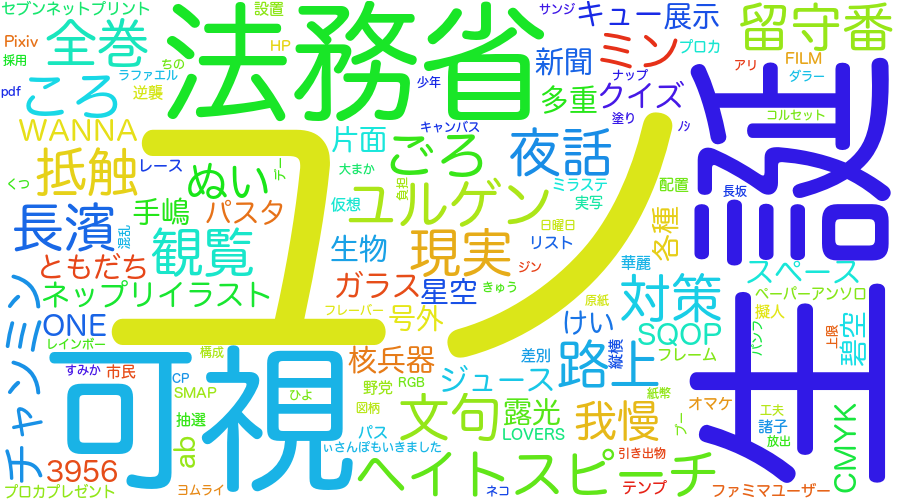 セブンネットプリント
設置
サンジ
キュー展示
留守番
Pixiv
全巻
法務省
HP
新聞
ミン
プロカ
FILM
採用
ちの
アリ
ダラー
ラファエル
ナップ
pdf
ころ
逆襲
少年
多重
クイズ
コルセット
WANNA
片面
キャンバス
塗り
ごろ
夜話
抵触
レース
デー
大まか
くつ
ぬい
ユルゲン
負担
ミラステ
配置
生誕
ユノ
長坂
仮想
実写
長濱
手嶋
パスタ
日曜日
各種
混乱
観覧
生物
現実
リスト
ともだち
ガラス
ジン
華麗
スペース
ネップリイラスト
星空
きゅう
対策
ペーパーアンソロ
チャンミン
ONE
フレーバー
号外
原紙
けい
SQOP
擬人
碧空
レインボー
構成
核兵器
差別
縦横
フレーム
パンフ
上限
可視
すみか
市民
CP
SMAP
野党
RGB
ジュース
路上
紙幣
ひよ
オマケ
工夫
CMYK
図柄
文句
露光
我慢
抽選
パス
LOVERS
ブー
諸子
放出
ab
ぃさんぽもいきました
引き出物
3956
ヘイトスピーチ
プロカプレゼント
ヨムライ
ネコ
テンプ
ファミマユーザー